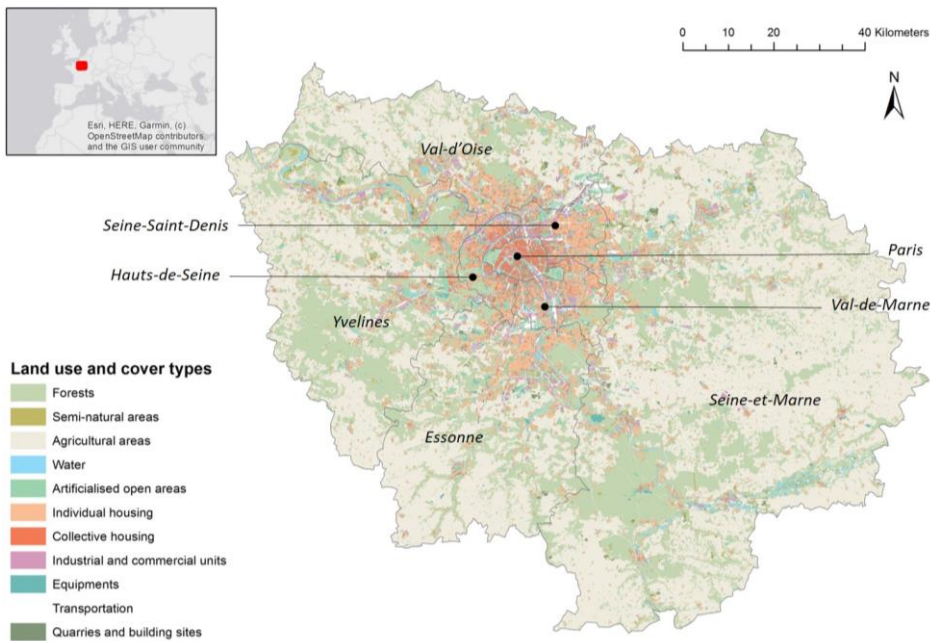 0 10 20 40 Kilometers
N
Esri, HERE, Garmin, (c)
OpenStreetMap contributors,
and the GIS user community
Val-d'Oise
Seine-Saint-Denis
Paris
Hauts-de-Seine
Val-de-Marne
Yvelines
Seine-et-Marne
Essonne
Land use and cover types
Forests
Semi-natural areas
Agricultural areas
Water
Artificialised open areas
Individual housing
Collective housing
Industrial and commercial units
Equipments
Transportation
Quarries and building sites